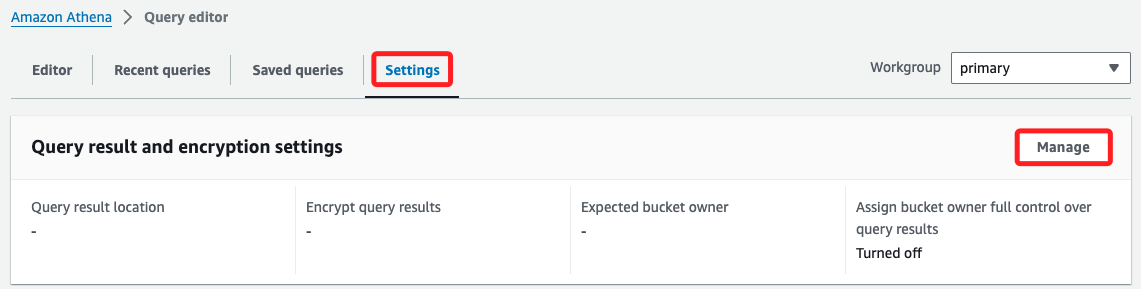 Amazon Athena > Query editor
Editor Recent queries Saved queries Settings Workgroup primary
Query result and encryption settings Manage
Query result location Encrypt query results Expected bucket owner Assign bucket owner full control over
query results
- - - Turned off